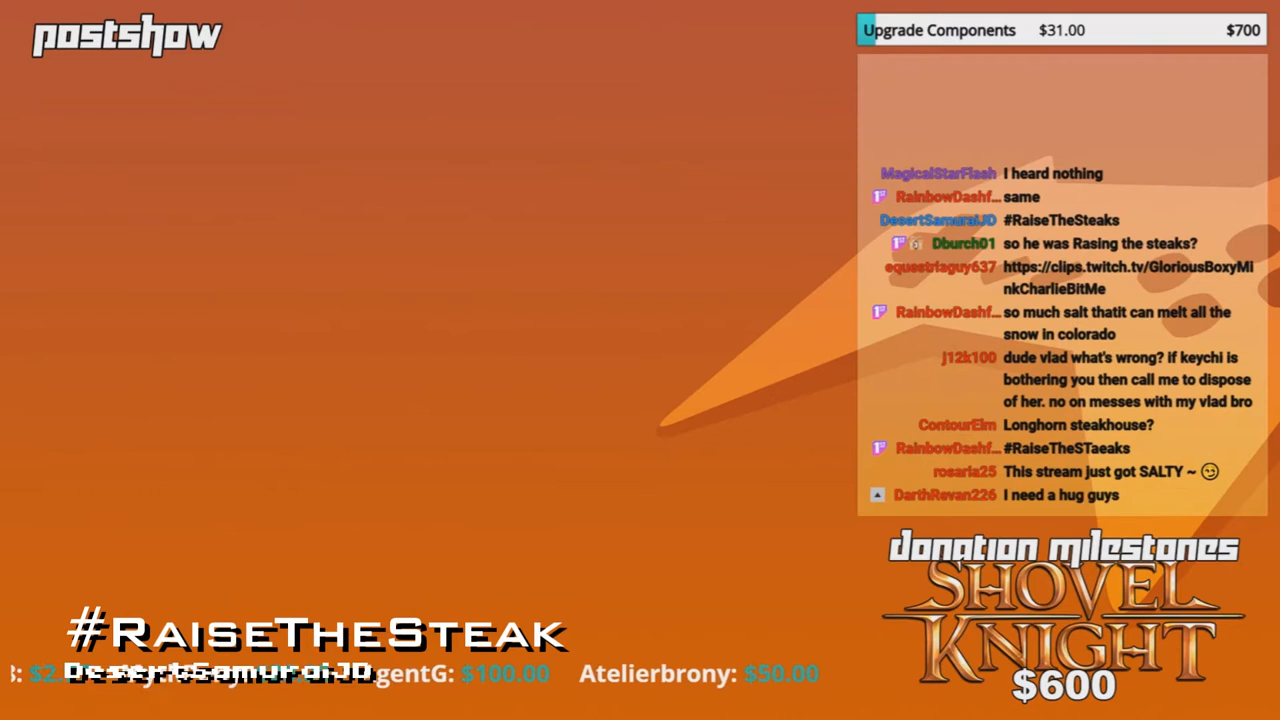 postshow
Upgrade Components $31.00 $700
MagicalStarFlash I heard nothing
RainbowDashf... same
DesertSamuraiJD #RaiseTheSteaks
Dburch01 so he was Rasing the steaks?
equestriaguy637 https://clips.twitch.tv/GloriousBoxyMi
nkCharlieBitMe
RainbowDashf... so much salt thatit can melt all the
snow in colorado
j12k100 dude vlad what's wrong? if keychi is
bothering you then call me to dispose
of her. no on messes with my vlad bro
ContourElm Longhorn steakhouse?
RainbowDashf... #RaiseTheSTaeaks
rosaria25 This stream just got SALTY ~
DarthRevan226 I need a hug guys
donation milestones
SHOVEL
KNIGHT
$600
#RaiseTheSteak
DesertSamuraiJD
gentG: $100.00 Atelierbrony: $50.00